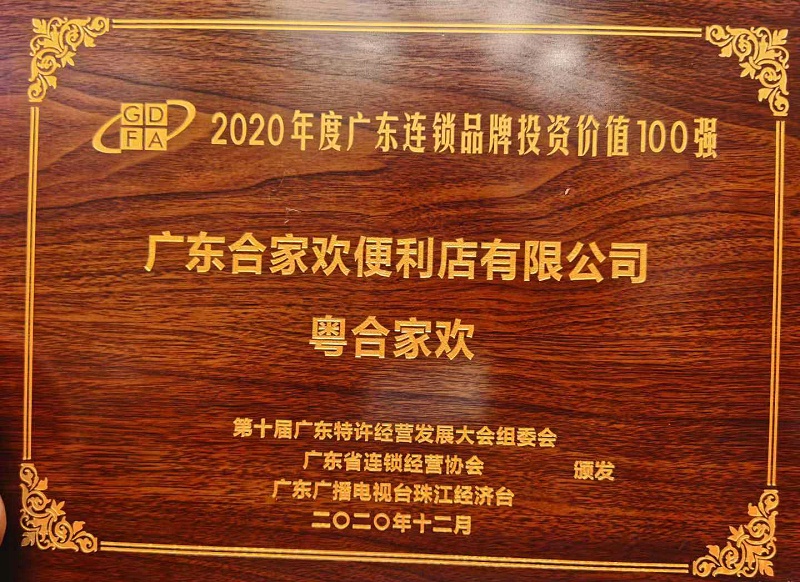 GD
FA
2020年度广东连锁品牌投资价值100强
广东合家欢便利店有限公司
粤合家欢
第十届广东特许经营发展大会组委会
广东省连锁经营协会
颁发
广东广播电视台珠江经济台
二〇二〇年十二月